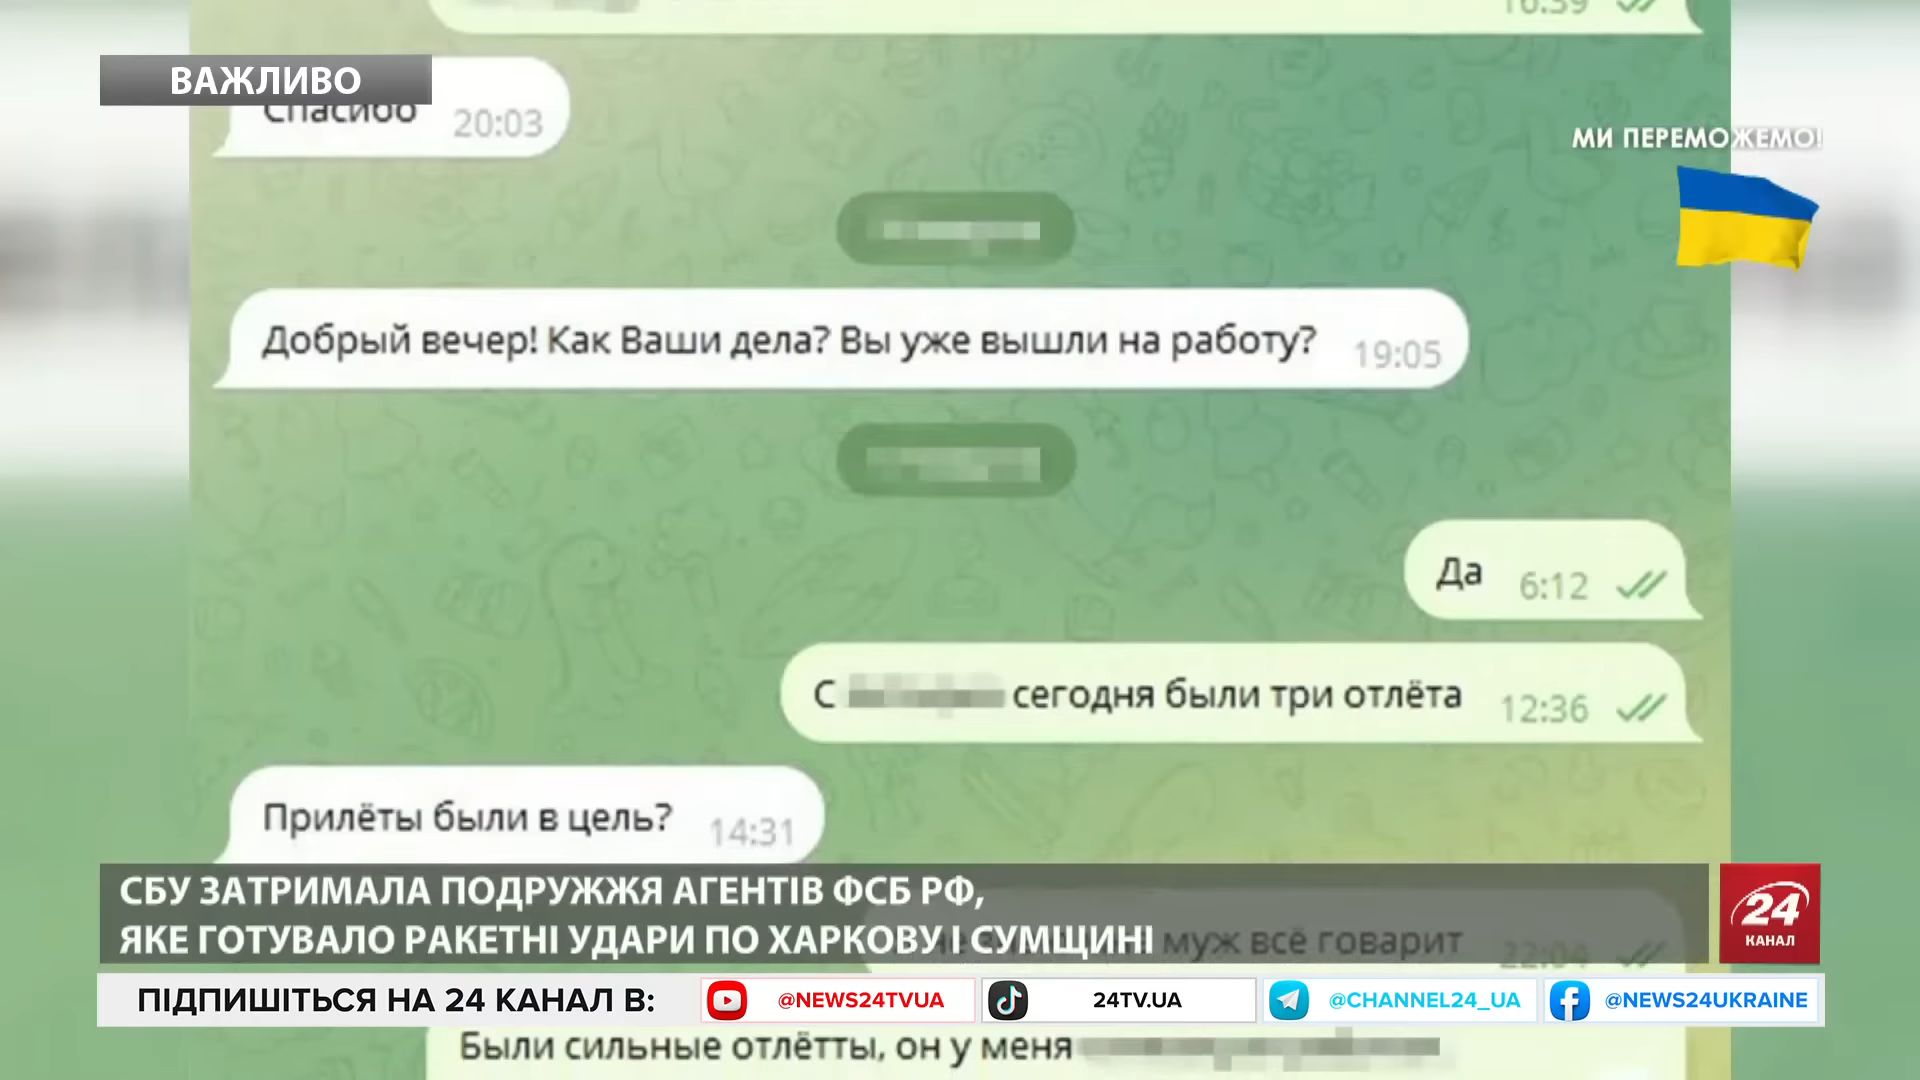 16:39
ВАЖЛИВО
Спасибо 20:03
МИ ПЕРЕМОЖЕМО!
Добрый вечер! Как Ваши дела? Вы уже вышли на работу? 19:05
Да 6:12
С сегодня были три отлёта 12:36
Прилёты были в цель? 14:31
СБУ ЗАТРИМАЛА ПОДРУЖЖЯ АГЕНТІВ ФСБ РФ,
ЯКЕ ГОТУВАЛО РАКЕТНІ УДАРИ ПО ХАРКОВУ І СУМЩИНІ
муж всё говорит 22:04
24
КАНАЛ
ПІДПИШІТЬСЯ НА 24 КАНАЛ В: @NEWS24TVUA 24TV.UA @CHANNEL24_UA @NEWS24UKRAINE
Были сильные отлётты, он у меня